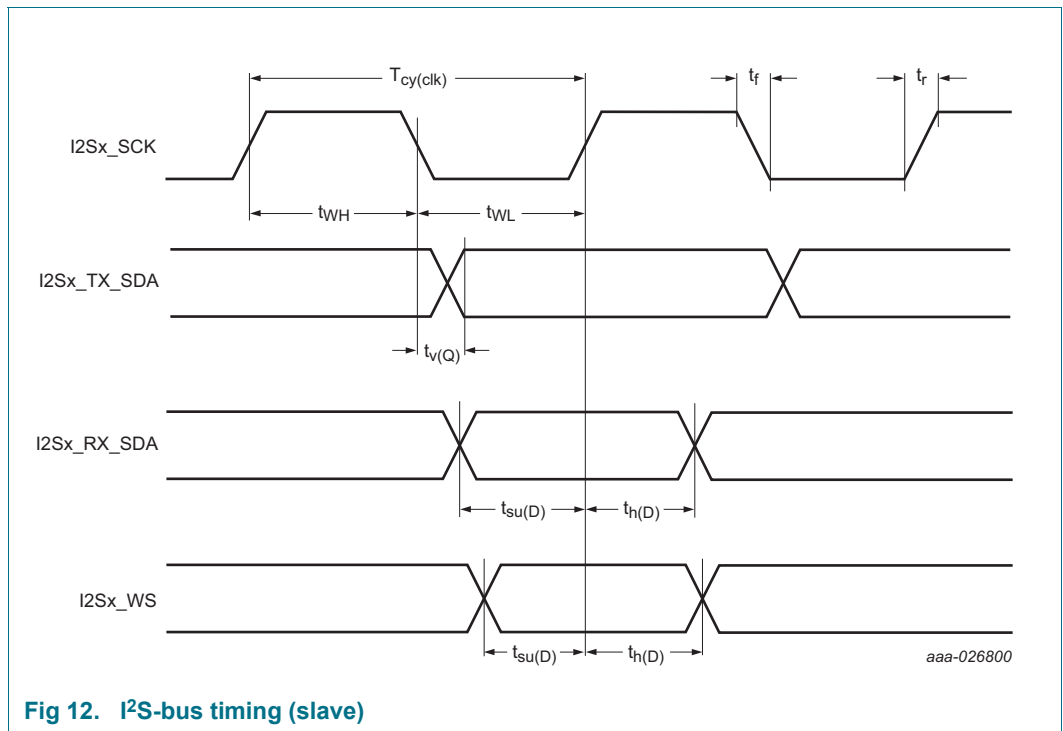 Tcy(clk)
tf
tr
I2Sx_SCK
tWH
tWL
I2Sx_TX_SDA
tv(Q)
I2Sx_RX_SDA
tsu(D)
th(D)
I2Sx_WS
tsu(D)
th(D)
aaa-026800
Fig 12. I²S-bus timing (slave)